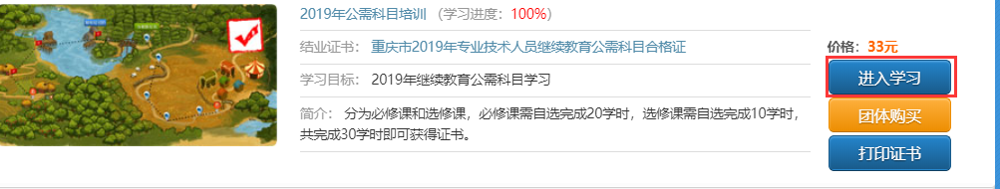 2019年公需科目培训 （学习进度：100%）
结业证书： 重庆市2019年专业技术人员继续教育公需科目合格证
学习目标： 2019年继续教育公需科目学习
简介： 分为必修课和选修课，必修课需自选完成20学时，选修课需自选完成10学时，
共完成30学时即可获得证书。
价格：33元
进入学习
团体购买
打印证书